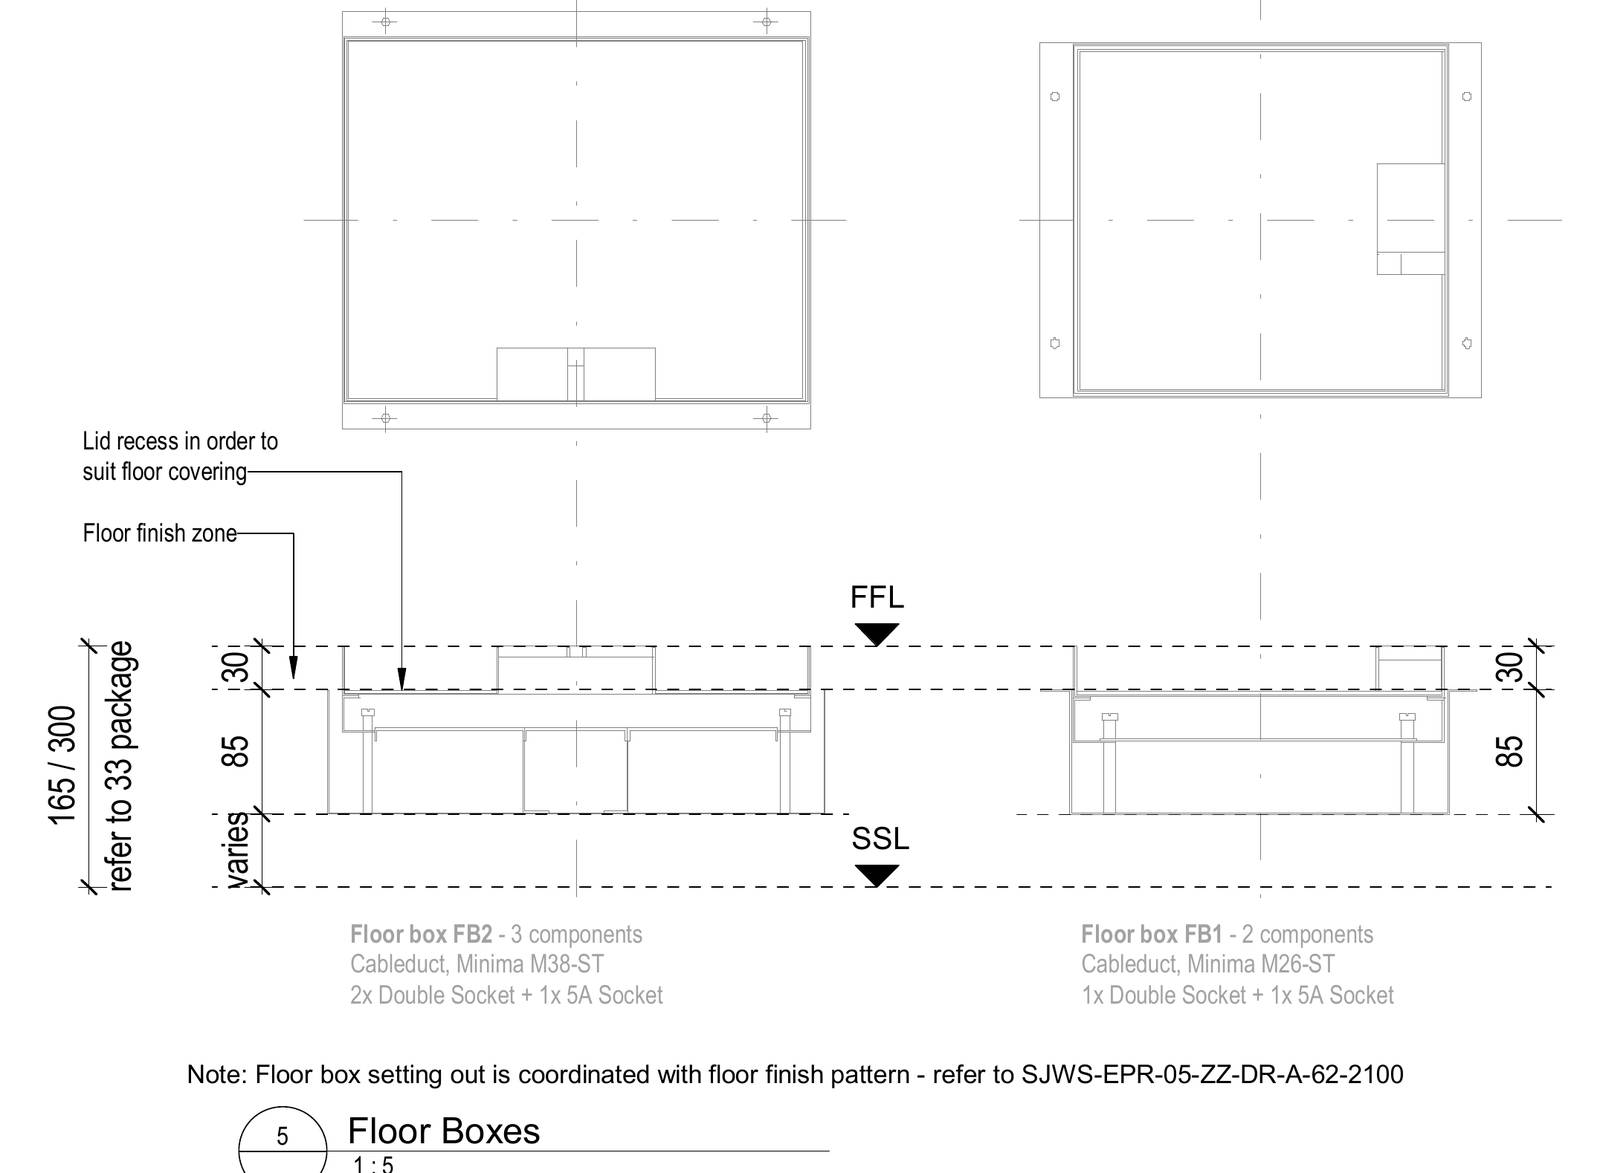 Lid recess in order to
suit floor covering
Floor finish zone
FFL
165 / 300
refer to 33 package
30
85
varies
30
85
SSL
Floor box FB2 - 3 components
Cableduct, Minima M38-ST
2x Double Socket + 1x 5A Socket
Floor box FB1 - 2 components
Cableduct, Minima M26-ST
1x Double Socket + 1x 5A Socket
Note: Floor box setting out is coordinated with floor finish pattern - refer to SJWS-EPR-05-ZZ-DR-A-62-2100
5
Floor Boxes
1 : 5